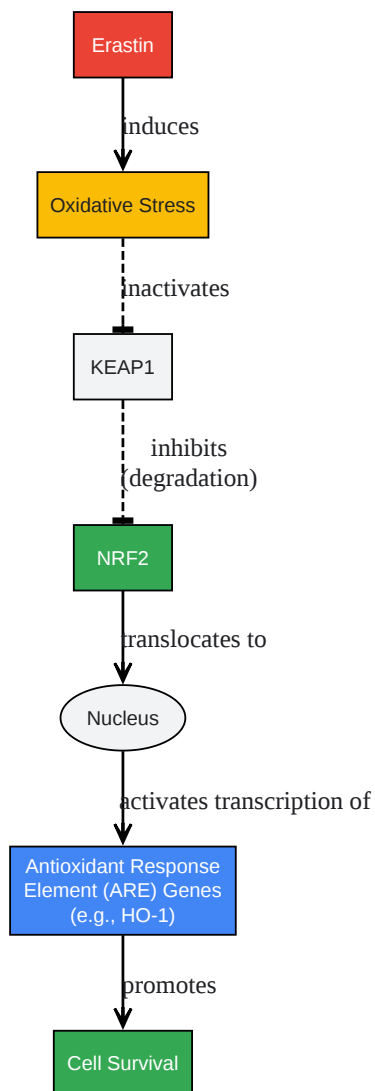 Erastin
induces
Oxidative Stress
inactivates
KEAP1
inhibits
(degradation)
NRF2
translocates to
Nucleus
activates transcription of
Antioxidant Response
Element (ARE) Genes
(e.g., HO-1)
promotes
Cell Survival